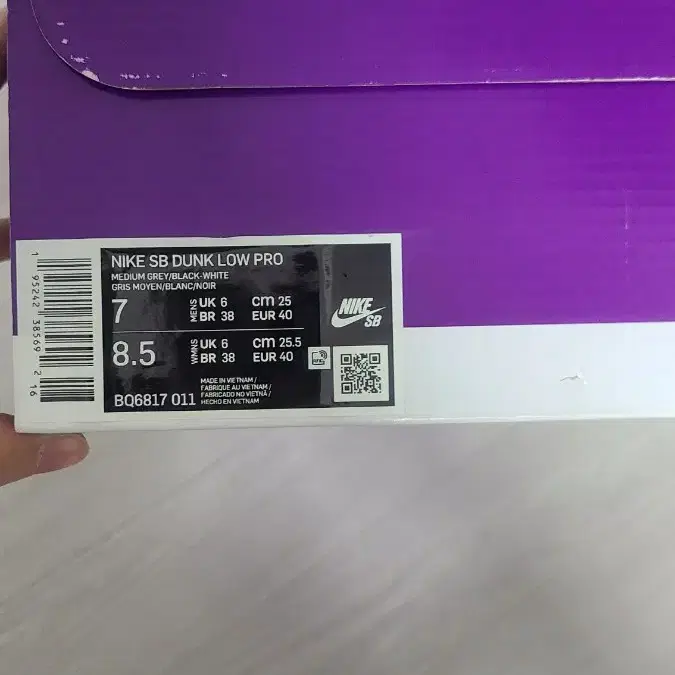 NIKE SB DUNK LOW PRO
MEDIUM GREY/BLACK-WHITE
GRIS MOYEN/BLANC/NOIR
7 MENS UK 6 CM 25
BR 38 EUR 40
8.5 WMNS UK 6 CM 25.5
BR 38 EUR 40
BQ6817 011
MADE IN VIETNAM /
FABRIQUE AU VIETNAM /
FABRICADO NO VIETNÃ /
HECHO EN VIETNAM
NIKE
SB
1 95242 38569 2 16